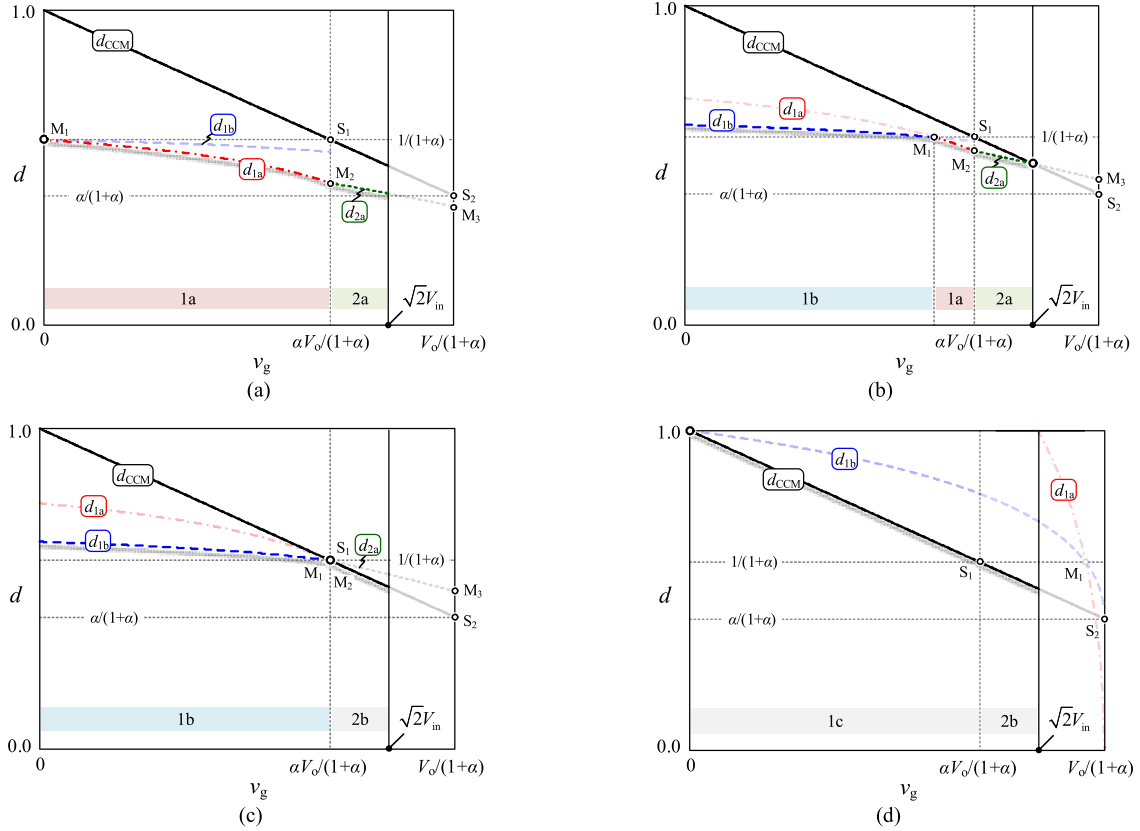 1.0
d_CCM
M₁
d_1b
S₁
1/(1+α)
d_1a
M₂
d
α/(1+α)
d_2a
S₂
M₃
1a
2a
√2V_in
0.0
0
αV_o/(1+α)
V_o/(1+α)
v_g
(a)
1.0
d_CCM
d_1a
d_1b
S₁
1/(1+α)
M₁
M₂
d
d_2a
M₃
α/(1+α)
S₂
1b
1a
2a
√2V_in
0.0
0
αV_o/(1+α)
V_o/(1+α)
v_g
(b)
1.0
d_CCM
d_1a
d_1b
S₁
d_2a
1/(1+α)
M₁
M₂
d
M₃
α/(1+α)
S₂
1b
2b
√2V_in
0.0
0
αV_o/(1+α)
V_o/(1+α)
v_g
(c)
1.0
d_1b
d_CCM
d_1a
1/(1+α)
S₁
M₁
d
α/(1+α)
S₂
1c
2b
√2V_in
0.0
0
αV_o/(1+α)
V_o/(1+α)
v_g
(d)